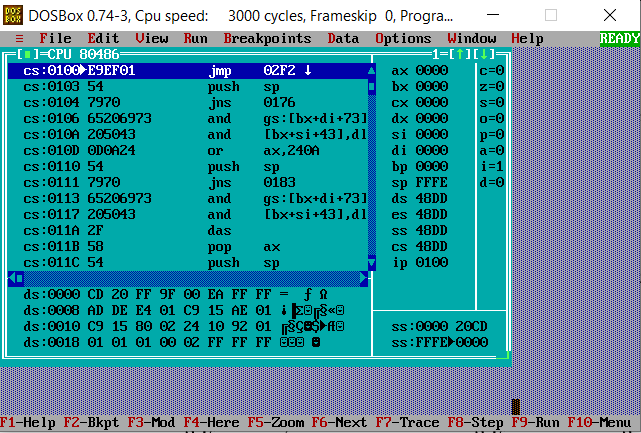 DOS BOX DOSBox 0.74-3, Cpu speed: 3000 cycles, Frameskip 0, Progra...
≡ File Edit View Run Breakpoints Data Options Window Help READY
[■]=CPU 80486 1=[↑][↓]
cs:0100►E9EF01 jmp 02F2 ↓ ax 0000 c=0
cs:0103 54 push sp bx 0000 z=0
cs:0104 7970 jns 0176 cx 0000 s=0
cs:0106 65206973 and gs:[bx+di+73] dx 0000 o=0
cs:010A 205043 and [bx+si+43],dl si 0000 p=0
cs:010D 0D0A24 or ax,240A di 0000 a=0
cs:0110 54 push sp bp 0000 i=1
cs:0111 7970 jns 0183 sp FFFE d=0
cs:0113 65206973 and gs:[bx+di+73] ds 48DD
cs:0117 205043 and [bx+si+43],dl es 48DD
cs:011A 2F das ss 48DD
cs:011B 58 pop ax cs 48DD
cs:011C 54 push sp ip 0100
ds:0000 CD 20 FF 9F 00 EA FF FF = ƒ Ω
ds:0008 AD DE E4 01 C9 15 AE 01 ¡▐Σ☺╔§«☺
ds:0010 C9 15 80 02 24 10 92 01 ╔§Ç☻$►Æ☺ ss:0000 20CD
ds:0018 01 01 01 00 02 FF FF FF ☺☺☺ ☻ ss:FFFE►0000
F1-Help F2-Bkpt F3-Mod F4-Here F5-Zoom F6-Next F7-Trace F8-Step F9-Run F10-Menu